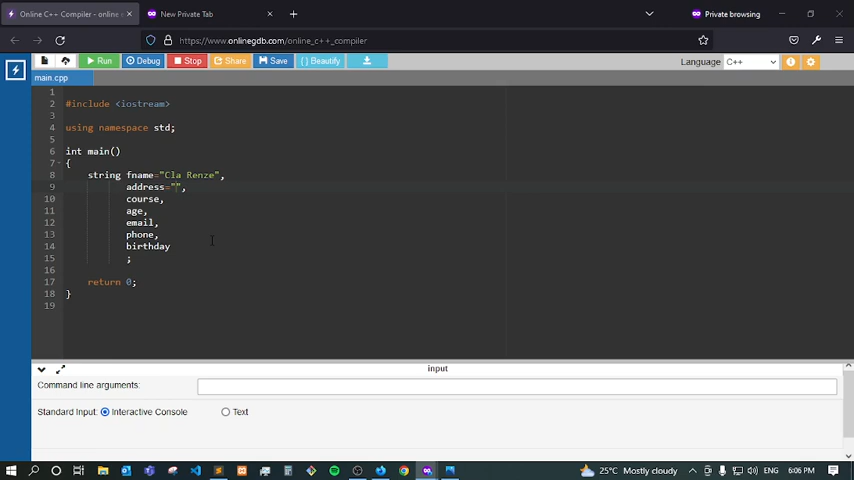 Online C++ Compiler - online e
New Private Tab
Private browsing
https://www.onlinegdb.com/online_c++_compiler
Run
Debug
Stop
Share
Save
{ } Beautify
Language
C++
main.cpp
1
2 #include <iostream>
3
4 using namespace std;
5
6 int main()
7 {
8 string fname="Cla Renze",
9 address="",
10 course,
11 age,
12 email,
13 phone,
14 birthday
15 ;
16
17 return 0;
18 }
19
input
Command line arguments:
Standard Input: Interactive Console Text
25°C Mostly cloudy
ENG
6:06 PM